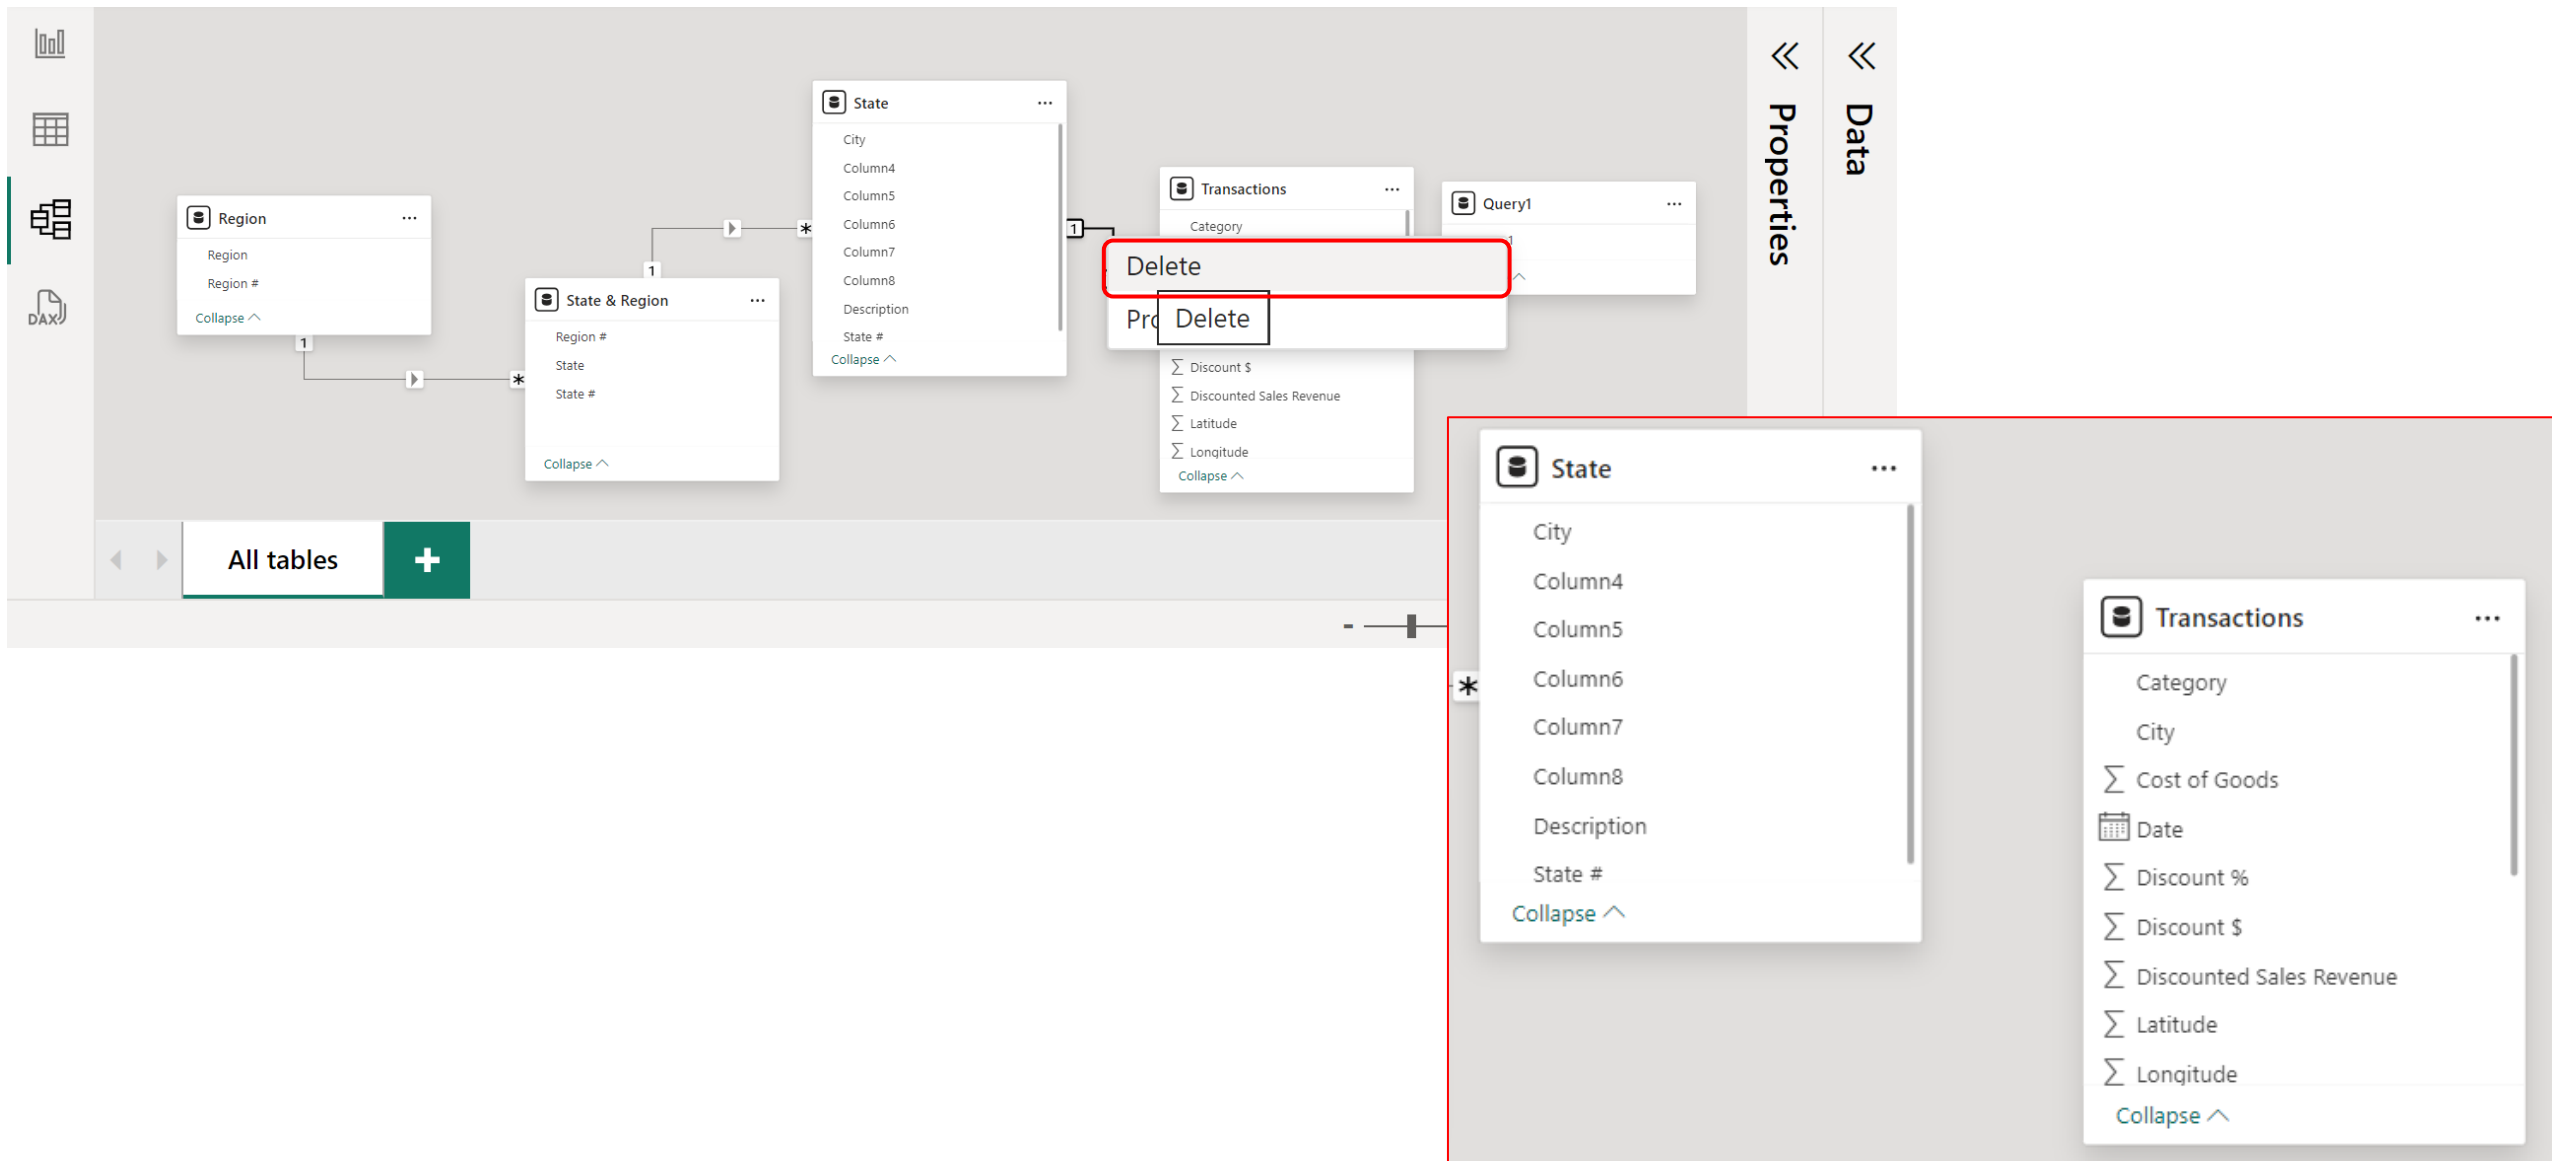 Region
Region
Region #
Collapse
1
*
State & Region
Region #
State
State #
Collapse
1
*
State
City
Column4
Column5
Column6
Column7
Column8
Description
State #
Collapse
1
Transactions
Category
Delete
Delete
Discount $
Discounted Sales Revenue
Latitude
Longitude
Collapse
Query1
Properties
Data
DAX
All tables
+
-
*
State
City
Column4
Column5
Column6
Column7
Column8
Description
State #
Collapse
Transactions
Category
City
Cost of Goods
Date
Discount %
Discount $
Discounted Sales Revenue
Latitude
Longitude
Collapse